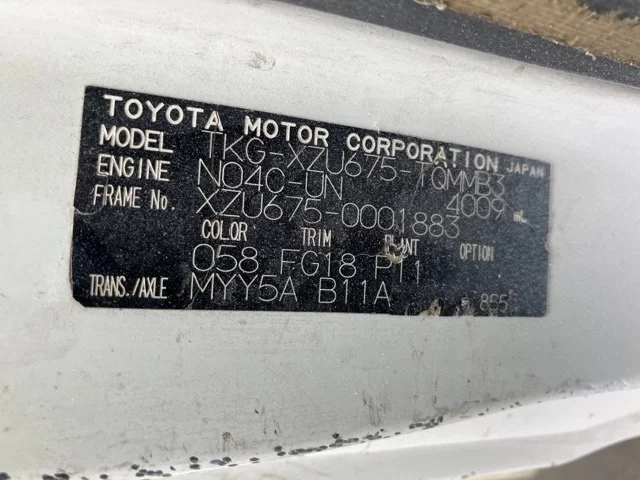 TOYOTA MOTOR CORPORATION JAPAN
MODEL TKG-XZU675-TQMMB3
ENGINE N04C-UN 4009 mL
FRAME No. XZU675-0001883
COLOR TRIM PLANT OPTION
058 FG18 P11
TRANS./AXLE MYY5A B11A
855